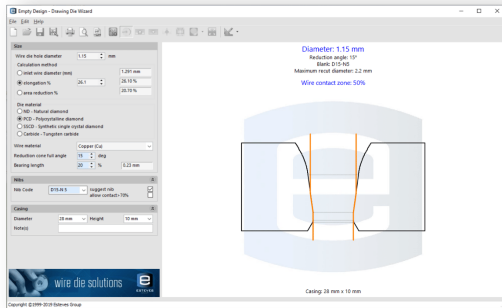 Empty Design - Drawing Die Wizard
File Edit Help
Size
Wire die hole diameter 1.15 mm
Calculation method
inlet wire diameter (mm) 1.291 mm
elongation % 26.1 26.10 %
area reduction % 20.70 %
Die material
ND - Natural diamond
PCD - Polycrystalline diamond
SSCD - Synthetic single crystal diamond
Carbide - Tungsten carbide
Wire material Copper (Cu)
Reduction cone full angle 15 deg
Bearing length 20 % 0.23 mm
Nibs
Nib Code D15-N 5 suggest nib
allow contact>70%
Casing
Diameter 28 mm Height 10 mm
Note(s)
wire die solutions
ESTEVES
Copyright ©1999-2019 Esteves Group
Diameter: 1.15 mm
Reduction angle: 15°
Blank: D15-N5
Maximum recut diameter: 2.2 mm
Wire contact zone: 50%
Casing: 28 mm x 10 mm